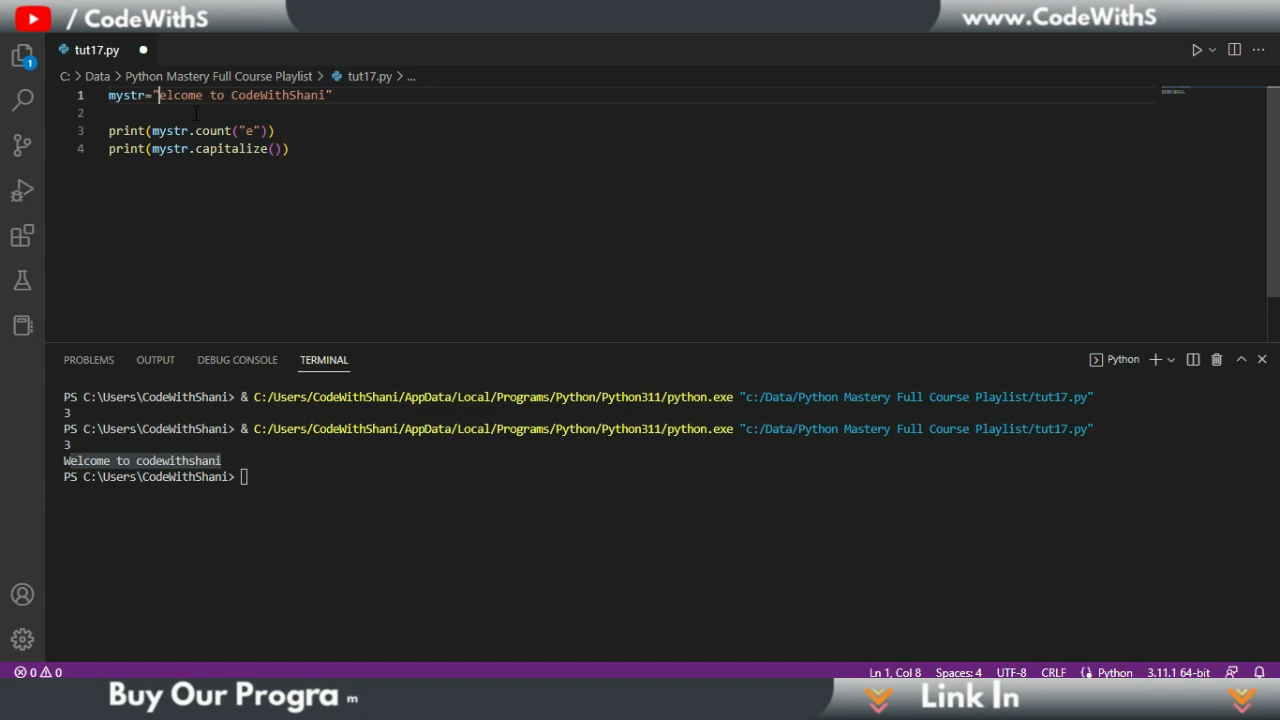 / CodeWithS
www.CodeWithS
tut17.py
1
C: > Data > Python Mastery Full Course Playlist > tut17.py > ...
1 mystr="elcome to CodeWithShani"
2
3 print(mystr.count("e"))
4 print(mystr.capitalize())
PROBLEMS OUTPUT DEBUG CONSOLE TERMINAL
Python
PS C:\Users\CodeWithShani> & C:/Users/CodeWithShani/AppData/Local/Programs/Python/Python311/python.exe "c:/Data/Python Mastery Full Course Playlist/tut17.py"
3
PS C:\Users\CodeWithShani> & C:/Users/CodeWithShani/AppData/Local/Programs/Python/Python311/python.exe "c:/Data/Python Mastery Full Course Playlist/tut17.py"
3
Welcome to codewithshani
PS C:\Users\CodeWithShani>
0 0 Ln 1, Col 8 Spaces: 4 UTF-8 CRLF Python 3.11.1 64-bit
Buy Our Progra m
Link In